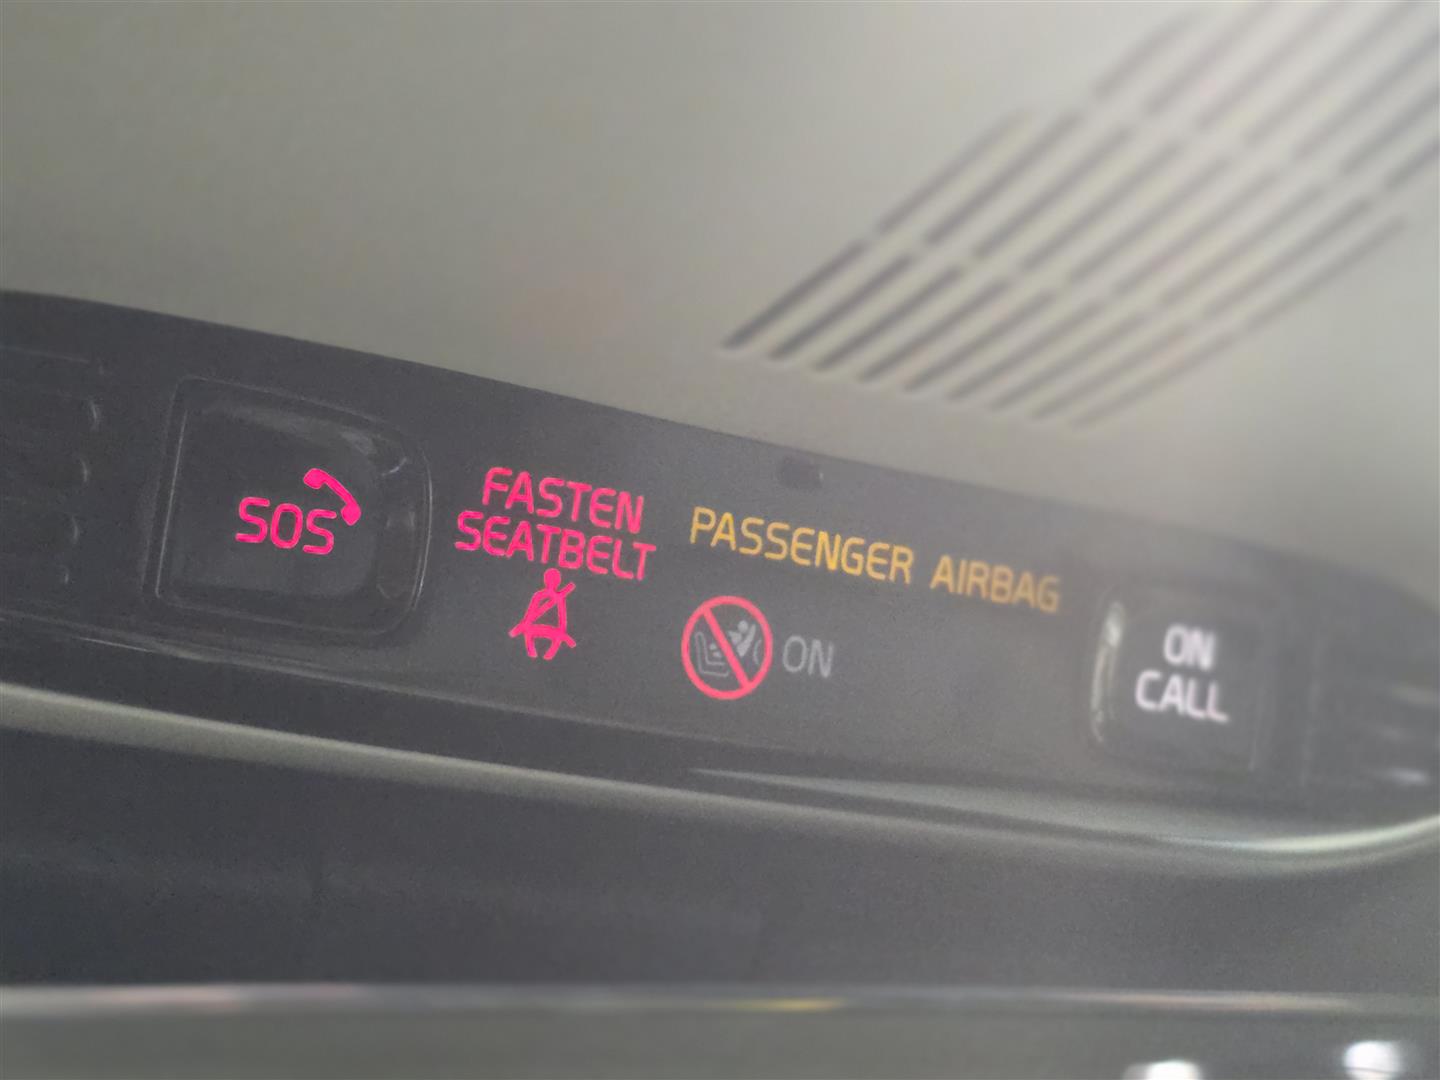 SOS
FASTEN
SEATBELT
PASSENGER AIRBAG
ON
ON
CALL